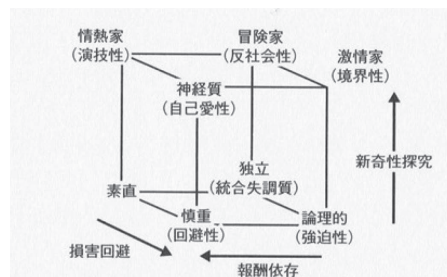 情熱家
(演技性)
冒険家
(反社会性)
激情家
(境界性)
神経質
(自己愛性)
新奇性探究
独立
(統合失調質)
素直
慎重
(回避性)
論理的
(強迫性)
損害回避
報酬依存